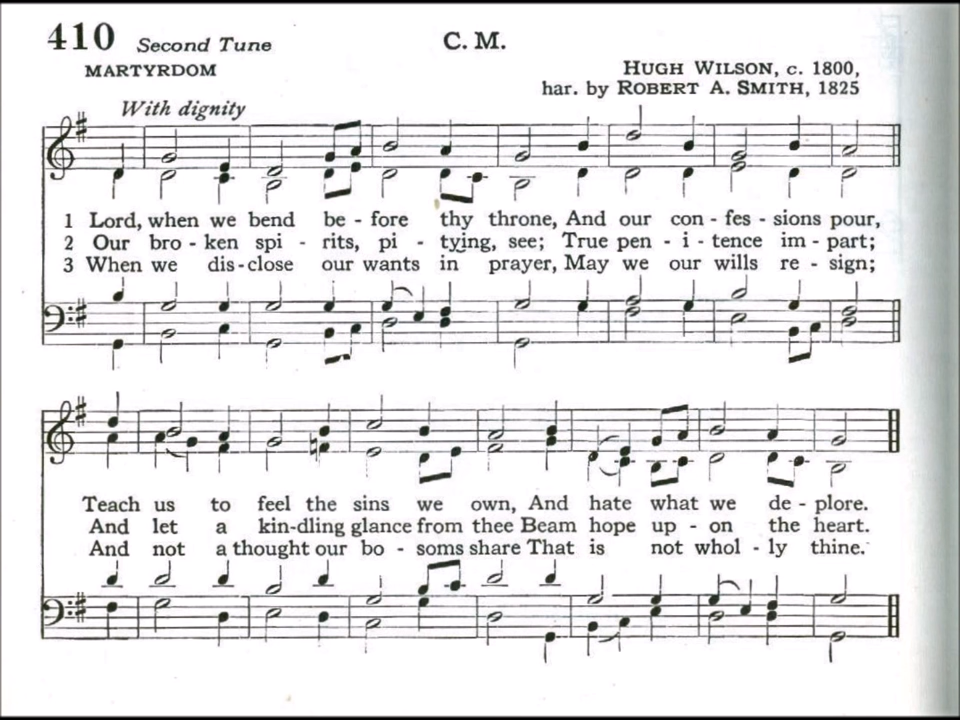 410 Second Tune C. M.
MARTYRDOM
HUGH WILSON, c. 1800,
har. by ROBERT A. SMITH, 1825
With dignity
1 Lord, when we bend be - fore thy throne, And our con - fes - sions pour,
2 Our bro - ken spi - rits, pi - tying, see; True pen - i - tence im - part;
3 When we dis - close our wants in prayer, May we our wills re - sign;
Teach us to feel the sins we own, And hate what we de - plore.
And let a kin - dling glance from thee Beam hope up - on the heart.
And not a thought our bo - soms share That is not whol - ly thine.